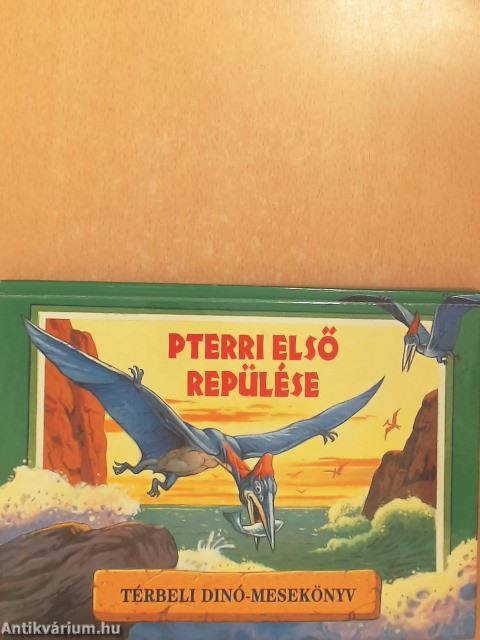 PTERRI ELSŐ
REPÜLÉSE
TÉRBELI DINÓ-MESEKÖNYV
Antikvárium.hu